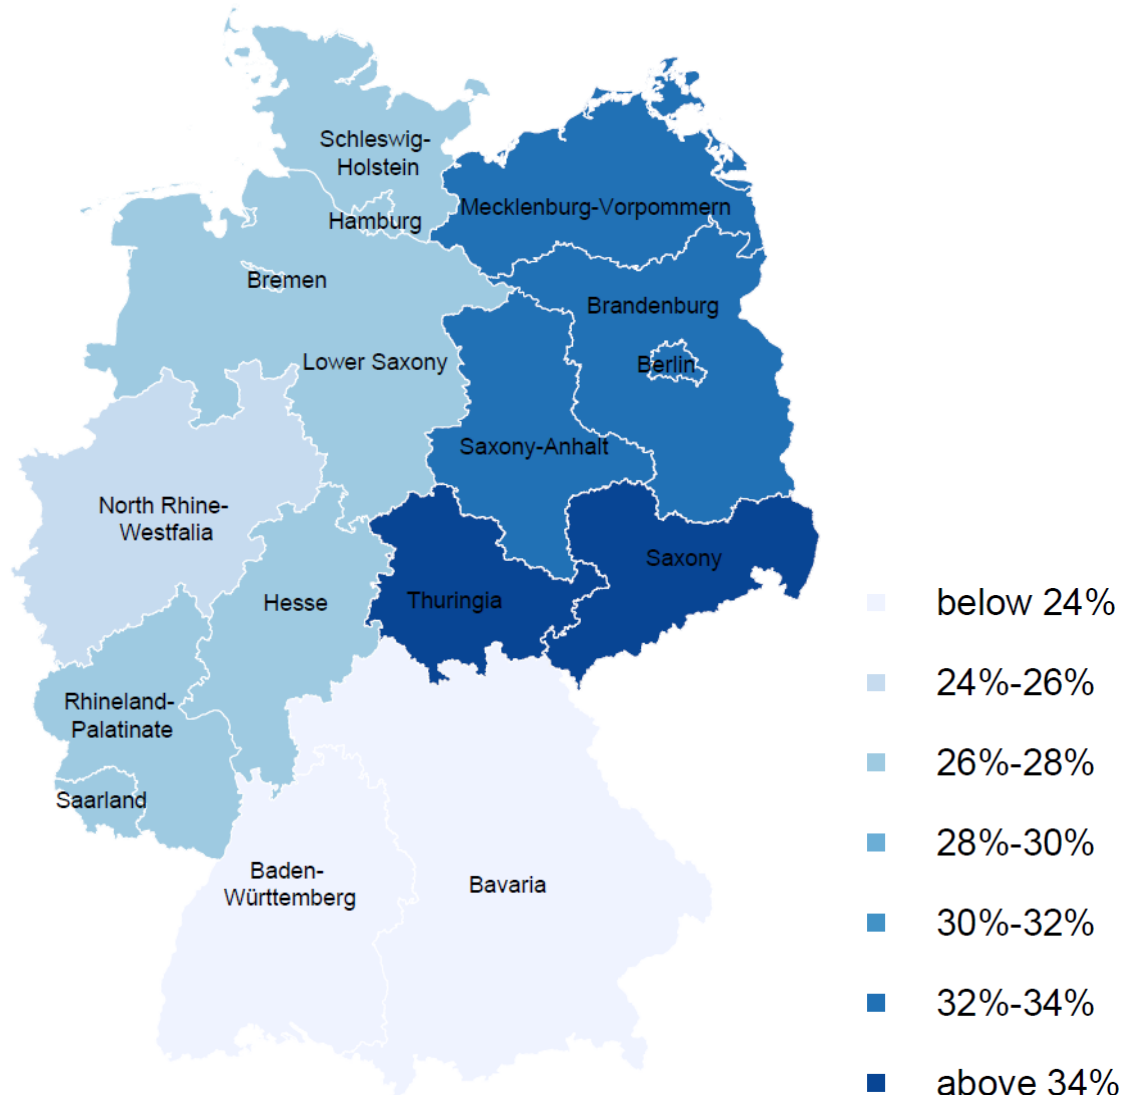 Schleswig-
Holstein
Mecklenburg-Vorpommern
Hamburg
Bremen
Brandenburg
Lower Saxony
Berlin
Saxony-Anhalt
North Rhine-
Westfalia
Saxony
Hesse
Thuringia
Rhineland-
Palatinate
Saarland
Baden-
Württemberg
Bavaria
below 24%
24%-26%
26%-28%
28%-30%
30%-32%
32%-34%
above 34%